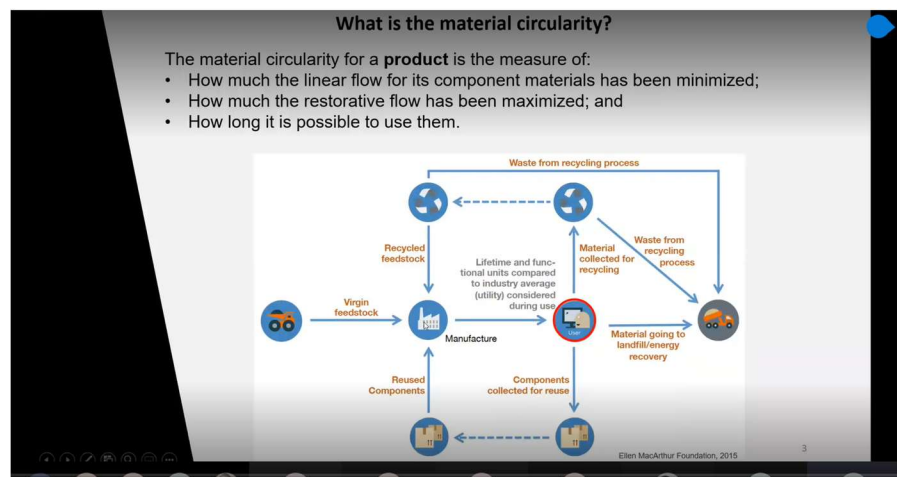 What is the material circularity?
The material circularity for a product is the measure of:
• How much the linear flow for its component materials has been minimized;
• How much the restorative flow has been maximized; and
• How long it is possible to use them.
Waste from recycling process
Recycled
feedstock
Lifetime and func-
tional units compared
to industry average
(utility) considered
during use
Material
collected for
recycling
Waste from
recycling
process
Virgin
feedstock
Manufacture
User
Material going to
landfill/energy
recovery
Reused
Components
Components
collected for reuse
Ellen MacArthur Foundation, 2015
3